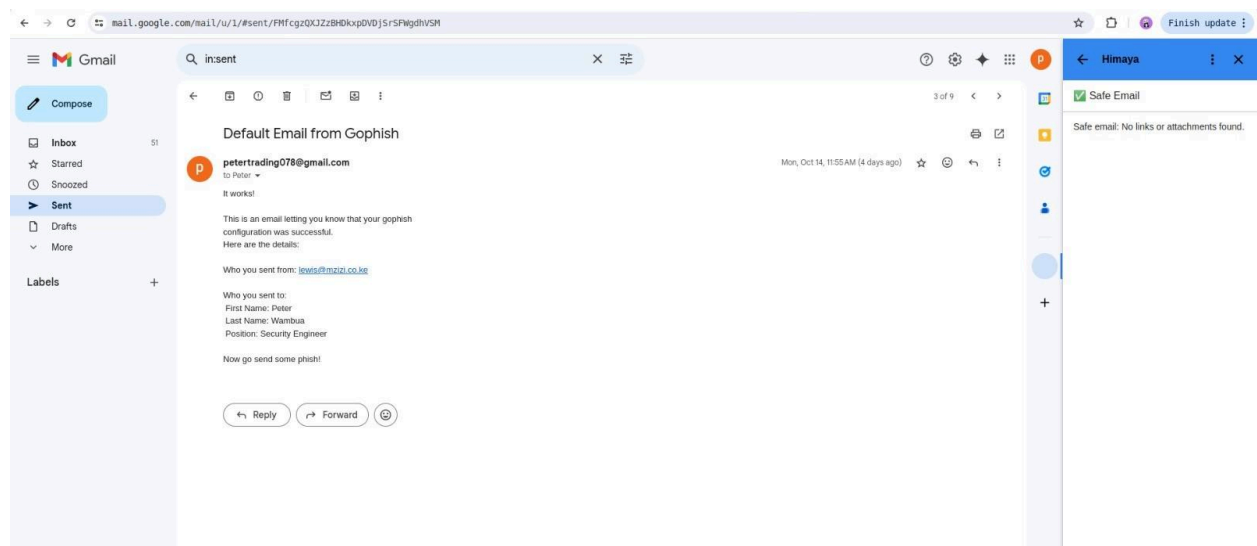 mail.google.com/mail/u/1/#sent/FMfcgzQXJZzBHDkxpDVDjSrSFWgdhVSM
Finish update
Gmail
in:sent
P
Himaya
Compose
3 of 9
31
✅ Safe Email
Default Email from Gophish
Safe email: No links or attachments found.
Inbox 51
P
petertrading078@gmail.com
Mon, Oct 14, 11:55 AM (4 days ago)
Starred
to Peter
Snoozed
It works!
Sent
This is an email letting you know that your gophish
Drafts
configuration was successful.
Here are the details:
More
Who you sent from: lewis@mzizi.co.ke
Labels +
Who you sent to:
First Name: Peter
Last Name: Wambua
Position: Security Engineer
Now go send some phish!
Reply
Forward